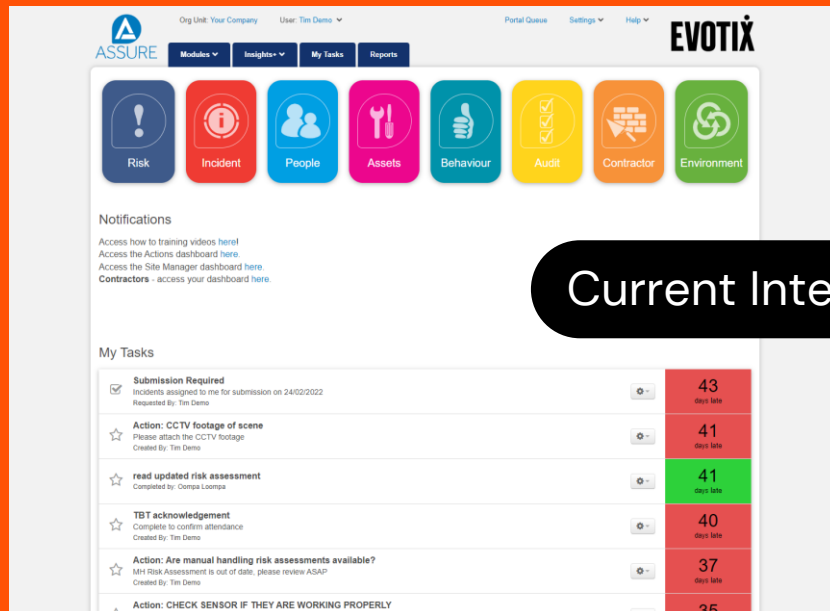 Org Unit: Your Company User: Tim Demo Portal Queue Settings Help
ASSURE
EVOTIX
Modules Insights+ My Tasks Reports
Risk Incident People Assets Behaviour Audit Contractor Environment
Notifications
Access how to training videos here!
Access the Actions dashboard here.
Access the Site Manager dashboard here.
Contractors - access your dashboard here.
Current Inte
My Tasks
Submission Required
Incidents assigned to me for submission on 24/02/2022
Requested By: Tim Demo
43
days late
Action: CCTV footage of scene
Please attach the CCTV footage
Created By: Tim Demo
41
days late
read updated risk assessment
Completed by: Oompa Loompa
41
days late
TBT acknowledgement
Complete to confirm attendance
Created By: Tim Demo
40
days late
Action: Are manual handling risk assessments available?
MH Risk Assessment is out of date, please review ASAP
Created By: Tim Demo
37
days late
Action: CHECK SENSOR IF THEY ARE WORKING PROPERLY
35